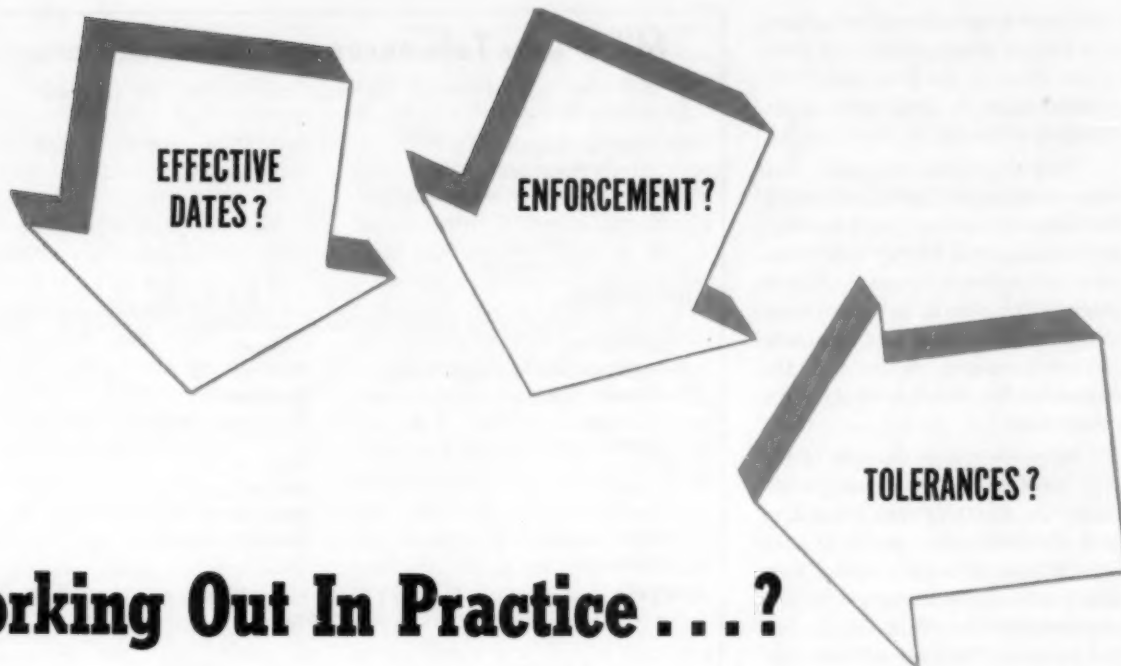 EFFECTIVE
DATES ?
ENFORCEMENT ?
TOLERANCES ?
orking Out In Practice . . . ?